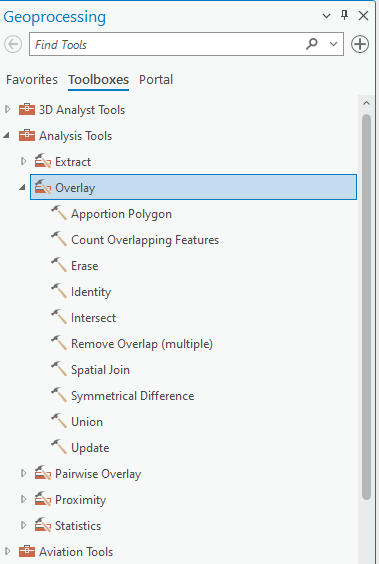 Geoprocessing
Find Tools
Favorites Toolboxes Portal
3D Analyst Tools
Analysis Tools
Extract
Overlay
Apportion Polygon
Count Overlapping Features
Erase
Identity
Intersect
Remove Overlap (multiple)
Spatial Join
Symmetrical Difference
Union
Update
Pairwise Overlay
Proximity
Statistics
Aviation Tools